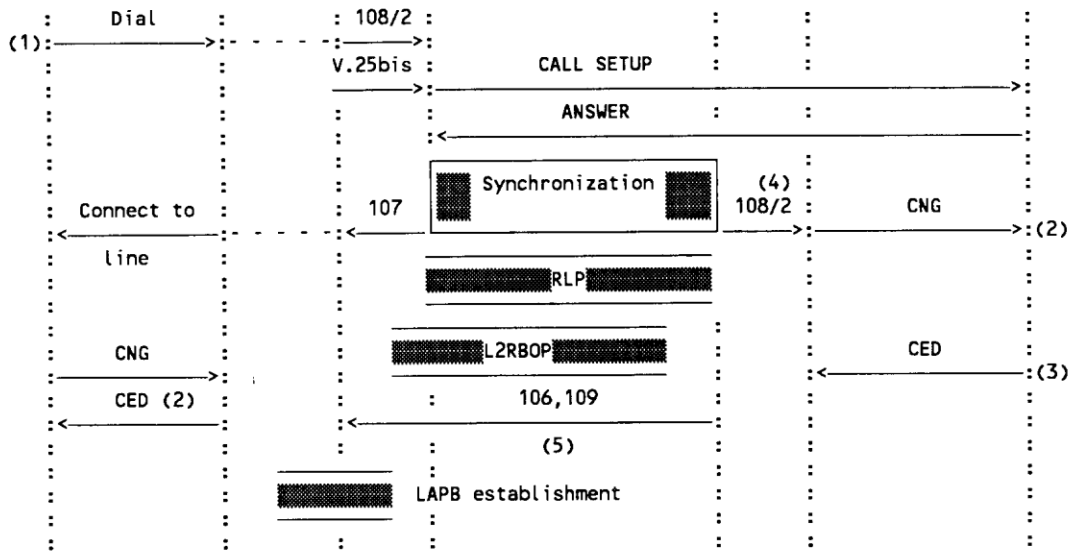 Dial
108/2
(1)
V.25bis
CALL SETUP
ANSWER
Synchronization
(4)
Connect to
107
108/2
CNG
(2)
line
RLP
CNG
L2RBOP
CED
(3)
CED (2)
106,109
(5)
LAPB establishment